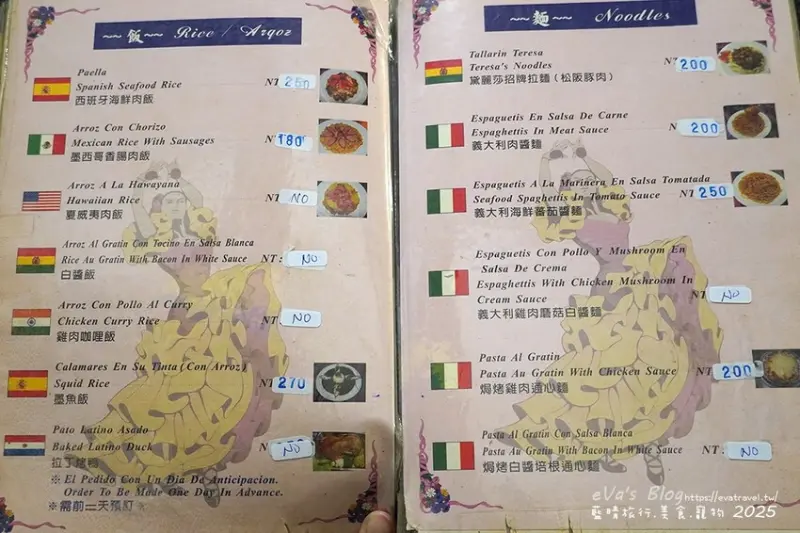 ~~ 飯 ~~ Rice / Arroz
Paella
Spanish Seafood Rice NT 250
西班牙海鮮肉飯
Arroz Con Chorizo
Mexican Rice With Sausages 180
墨西哥香腸肉飯
Arroz A La Hawayana
Hawaiian Rice NT NO
夏威夷肉飯
Arroz Al Gratin Con Tocino En Salsa Blanca
Rice Au Gratin With Bacon In White Sauce NT: NO
白醬飯
Arroz Con Pollo Al Curry
Chicken Curry Rice NT NO
雞肉咖哩飯
Calamares En Su Tinta (Con Arroz)
Squid Rice NT 270
墨魚飯
Pato Latino Asado
Baked Latino Duck NO
拉丁烤鴨
※ El Pedido Con Un Dia De Anticipacion.
Order To Be Made One Day In Advance.
※需前一天預訂
~~ 麵 ~~ Noodles
Tallarin Teresa
Teresa's Noodles 200
黛麗莎招牌拉麵(松阪豚肉)
Espaguetis En Salsa De Carne
Espaghettis In Meat Sauce 200
義大利肉醬麵
Espaguetis A La Marinera En Salsa Tomatada
Seafood Spaghettis In Tomato Sauce NT 250
義大利海鮮蕃茄醬麵
Espaguetis Con Pollo Y Mushroom En
Salsa De Crema
Espaghettis With Chicken Mushroom In NT NO
Cream Sauce
義大利雞肉磨菇白醬麵
Pasta Al Gratin
Pasta Au Gratin With Chicken Sauce NT 200
焗烤雞肉通心麵
Pasta Al Gratin Con Salsa Blanca
Pasta Au Gratin With Bacon In White Sauce NT: NO
焗烤白醬培根通心麵
eVa's Blog https://evatravel.tw/
藍晴旅行.美食.寵物 2025